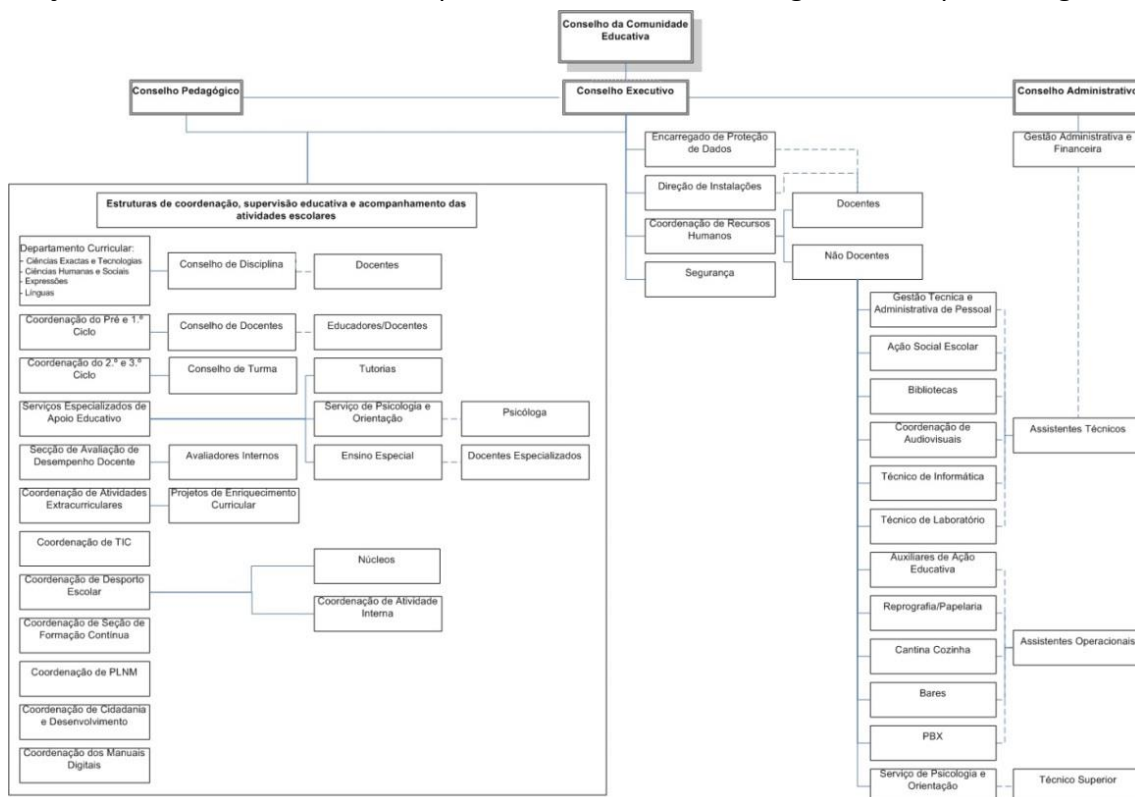 Conselho da Comunidade
Educativa
Conselho Pedagógico
Conselho Executivo
Conselho Administrativo
Encarregado de Proteção
de Dados
Gestão Administrativa e
Financeira
Direção de Instalações
Coordenação de Recursos
Humanos
Segurança
Docentes
Não Docentes
Estruturas de coordenação, supervisão educativa e acompanhamento das
atividades escolares
Departamento Curricular:
- Ciências Exactas e Tecnologias
- Ciências Humanas e Sociais
- Expressões
- Línguas
Conselho de Disciplina
Docentes
Coordenação do Pré e 1.º
Ciclo
Conselho de Docentes
Educadores/Docentes
Coordenação do 2.º e 3.º
Ciclo
Conselho de Turma
Tutorias
Serviços Especializados de
Apoio Educativo
Serviço de Psicologia e
Orientação
Psicóloga
Secção de Avaliação de
Desempenho Docente
Avaliadores Internos
Ensino Especial
Docentes Especializados
Coordenação de Atividades
Extracurriculares
Projetos de Enriquecimento
Curricular
Coordenação de TIC
Núcleos
Coordenação de Desporto
Escolar
Coordenação de Atividade
Interna
Coordenação de Seção de
Formação Contínua
Coordenação de PLNM
Coordenação de Cidadania
e Desenvolvimento
Coordenação dos Manuais
Digitais
Gestão Tecnica e
Administrativa de Pessoal
Ação Social Escolar
Bibliotecas
Coordenação de
Audiovisuais
Assistentes Técnicos
Técnico de Informática
Técnico de Laboratório
Auxiliares de Ação
Educativa
Reprografia/Papelaria
Cantina Cozinha
Assistentes Operacionais
Bares
PBX
Serviço de Psicologia e
Orientação
Técnico Superior